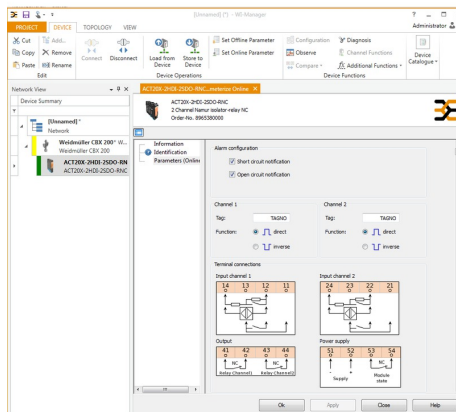 [Unnamed] (*) - WI-Manager
PROJECT DEVICE TOPOLOGY VIEW
Administrator
Cut
Copy
Paste
Add...
Remove
Rename
Edit
Connect
Disconnect
Load from Device
Store to Device
Device Operations
Set Offline Parameter
Set Online Parameter
Configuration
Observe
Compare
Diagnosis
Channel Functions
Additional Functions
Device Functions
Device Catalogue
Network View
Device Summary
[Unnamed]*
Network
Weidmüller CBX 200* W...
Weidmüller CBX 200
ACT20X-2HDI-2SDO-RN
ACT20X-2HDI-2SDO-RNC
ACT20X-2HDI-2SDO-RNC...meterize Online
ACT20X-2HDI-2SDO-RNC
2 Channel Namur isolator-relay NC
Order-No. 8965380000
Information
Identification
Parameters (Online
Alarm configuration
Short circuit notification
Open circuit notification
Channel 1
Tag: TAGNO
Function: direct
inverse
Channel 2
Tag: TAGNO
Function: direct
inverse
Terminal connections
Input channel 1
14 13 12 11
Input channel 2
24 23 22 21
Output
41 42 43 44
NC NC
Relay Channel1 Relay Channel2
Power supply
51 52 53 54
- + NC
Supply
Module state
Ok Apply Close Help